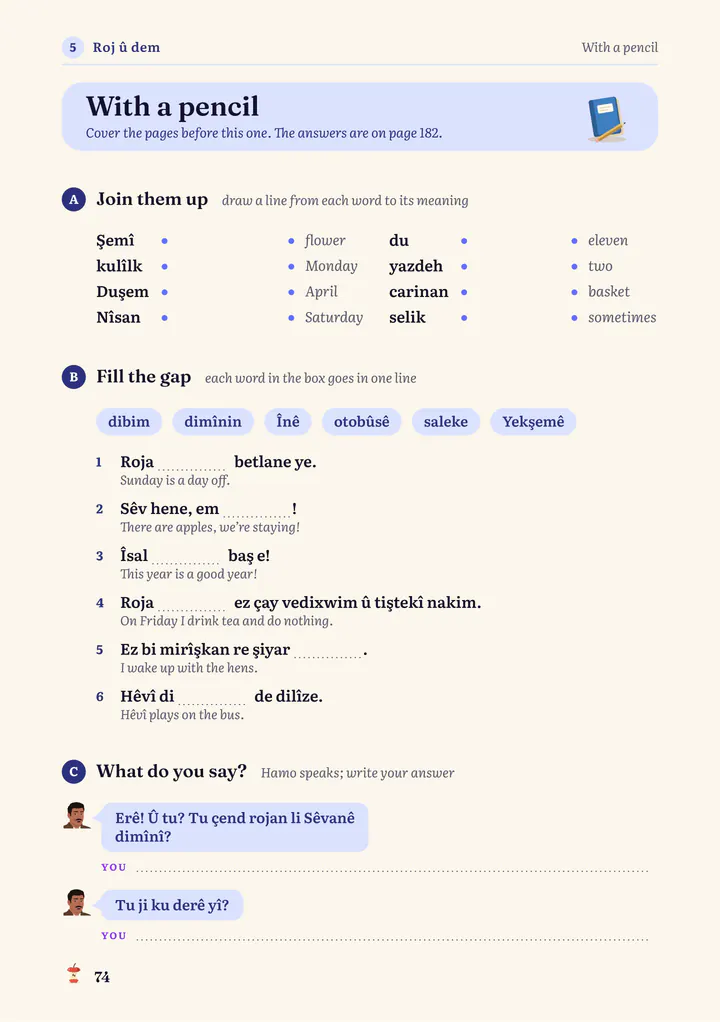 5 Roj û dem
With a pencil
With a pencil
Cover the pages before this one. The answers are on page 182.
A Join them up draw a line from each word to its meaning
Şemî • • flower du • • eleven
kulîlk • • Monday yazdeh • • two
Duşem • • April carinan • • basket
Nîsan • • Saturday selik • • sometimes
B Fill the gap each word in the box goes in one line
dibim dimînin Înê otobûsê saleke Yekşemê
1 Roja .............. betlane ye.
Sunday is a day off.
2 Sêv hene, em ..............!
There are apples, we're staying!
3 Îsal .............. baş e!
This year is a good year!
4 Roja .............. ez çay vedixwim û tiştekî nakim.
On Friday I drink tea and do nothing.
5 Ez bi mirîşkan re şiyar ...............
I wake up with the hens.
6 Hêvî di .............. de dilîze.
Hêvî plays on the bus.
C What do you say? Hamo speaks; write your answer
Erê! Û tu? Tu çend rojan li Sêvanê
dimînî?
YOU
Tu ji ku derê yî?
YOU
74